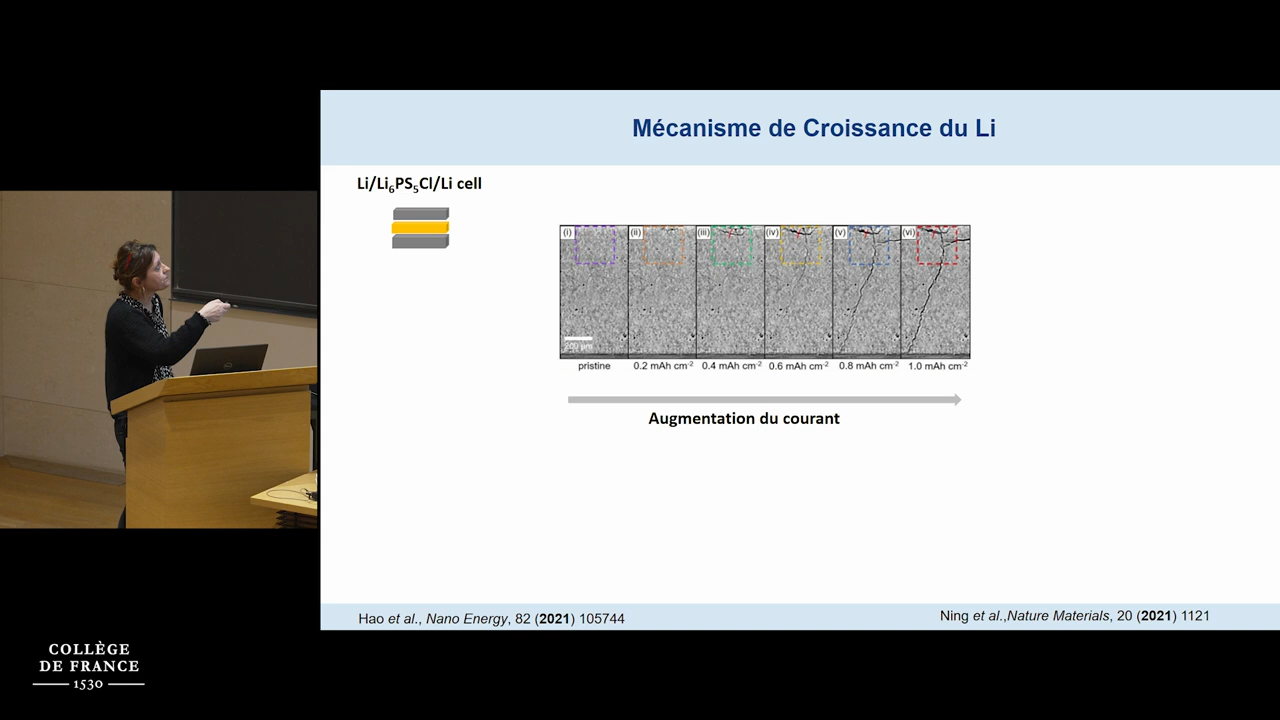 Mécanisme de Croissance du Li
Li/Li₆PS₅Cl/Li cell
(i) (ii) (iii) (iv) (v) (vi)
200 μm
pristine 0.2 mAh cm⁻² 0.4 mAh cm⁻² 0.6 mAh cm⁻² 0.8 mAh cm⁻² 1.0 mAh cm⁻²
Augmentation du courant
Hao et al., Nano Energy, 82 (2021) 105744
Ning et al.,Nature Materials, 20 (2021) 1121
COLLÈGE
DE FRANCE
1530